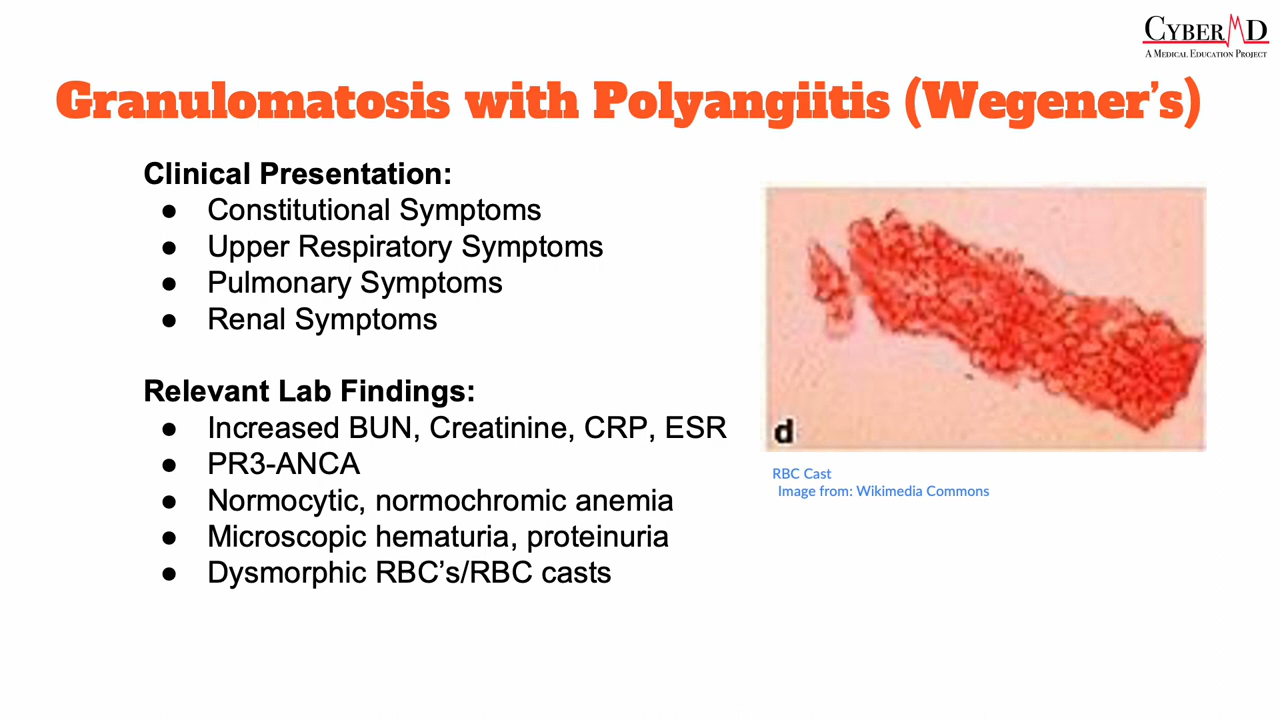 CYBERMD
A MEDICAL EDUCATION PROJECT
Granulomatosis with Polyangiitis (Wegener’s)
Clinical Presentation:
● Constitutional Symptoms
● Upper Respiratory Symptoms
● Pulmonary Symptoms
● Renal Symptoms
Relevant Lab Findings:
● Increased BUN, Creatinine, CRP, ESR
● PR3-ANCA
● Normocytic, normochromic anemia
● Microscopic hematuria, proteinuria
● Dysmorphic RBC’s/RBC casts
d
RBC Cast
Image from: Wikimedia Commons